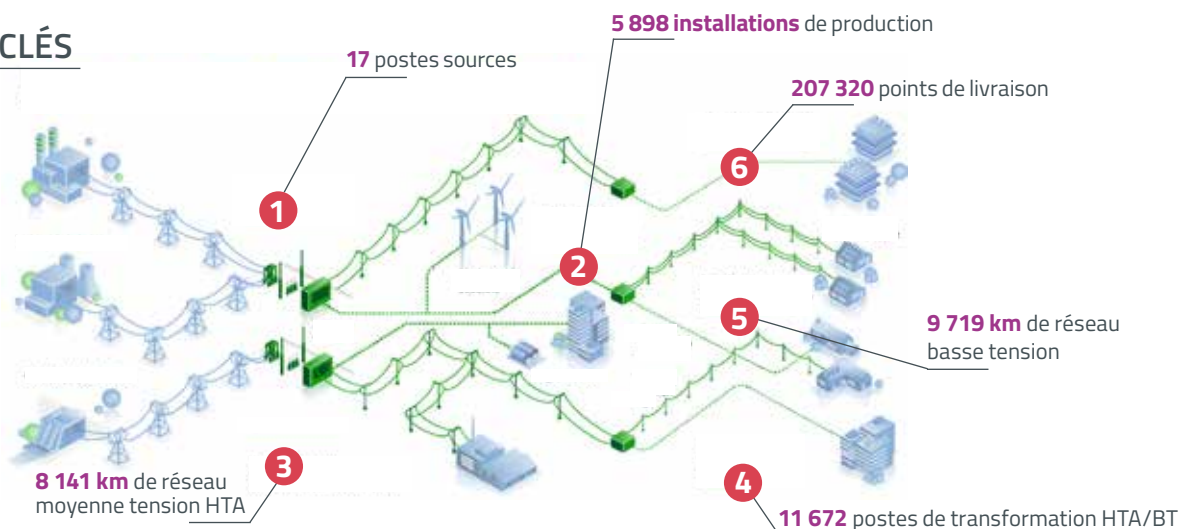 CLÉS
5 898 installations de production
17 postes sources
207 320 points de livraison
6
1
2
5
9 719 km de réseau
basse tension
3
8 141 km de réseau
moyenne tension HTA
4
11 672 postes de transformation HTA/BT